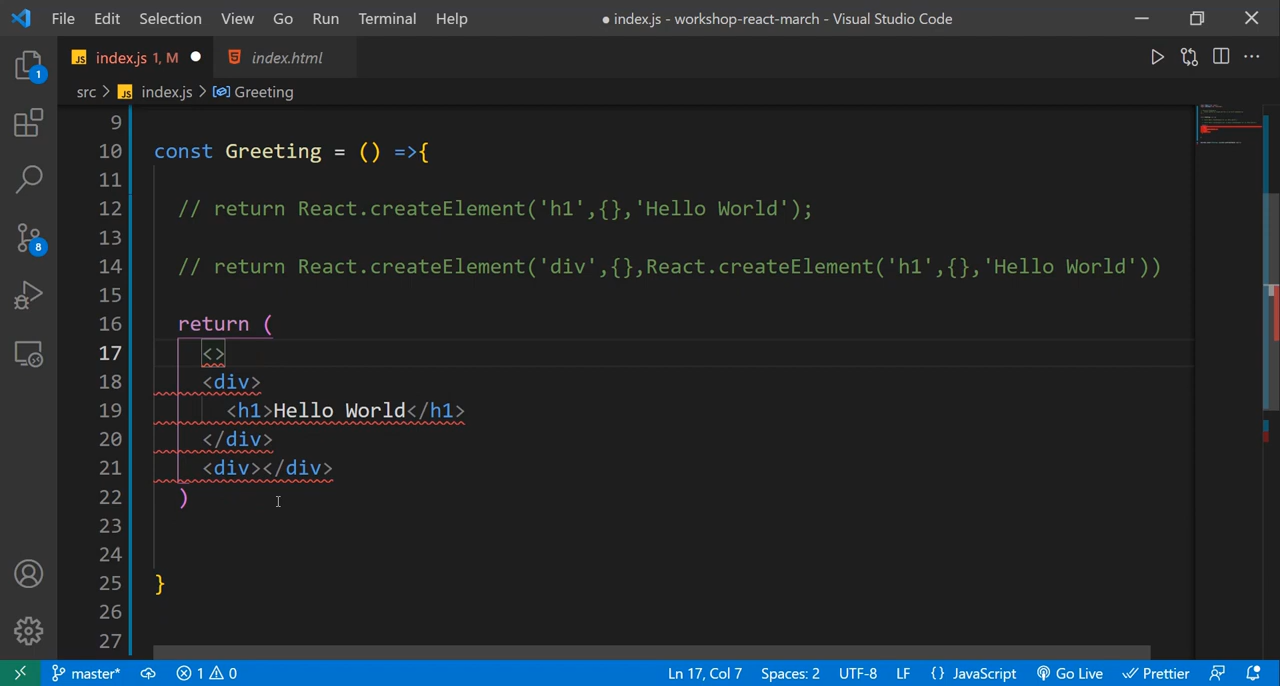 File Edit Selection View Go Run Terminal Help ● index.js - workshop-react-march - Visual Studio Code
JS index.js 1, M ● index.html
src > JS index.js > Greeting
9
10 const Greeting = () =>{
11
12 // return React.createElement('h1',{},'Hello World');
13
14 // return React.createElement('div',{},React.createElement('h1',{},'Hello World'))
15
16 return (
17 <>
18 <div>
19 <h1>Hello World</h1>
20 </div>
21 <div></div>
22 )
23
24
25 }
26
27
1
8
master* 1 0 Ln 17, Col 7 Spaces: 2 UTF-8 LF {} JavaScript Go Live Prettier